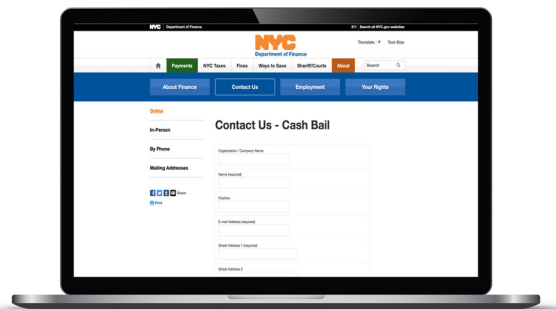 NYC Department of Finance
311 Search all NYC.gov websites
NYC
Department of Finance
Translate ▼ Text-Size
Payments NYC Taxes Fines Ways to Save Sheriff/Courts About Search
About Finance Contact Us Employment Your Rights
Online
In-Person
By Phone
Mailing Addresses
Share
Print
Contact Us - Cash Bail
Organization / Company Name
Name (required)
Position
E-mail Address (required)
Street Address 1 (required)
Street Address 2